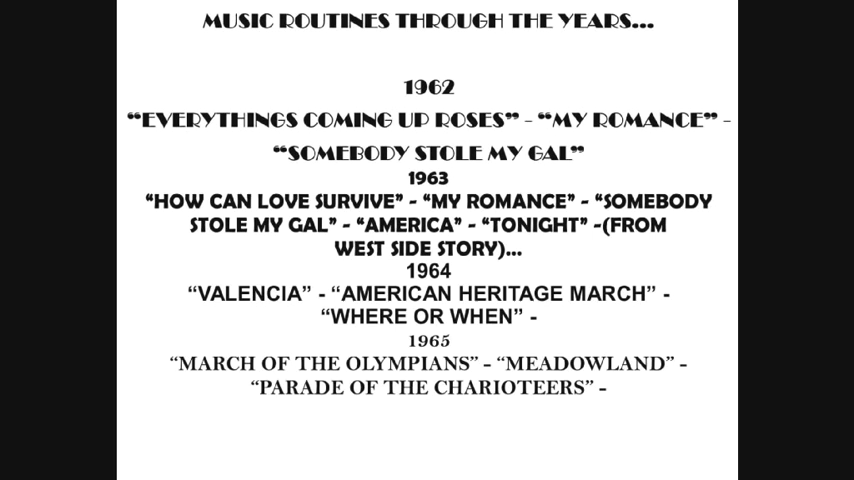 MUSIC ROUTINES THROUGH THE YEARS...
1962
“EVERYTHINGS COMING UP ROSES” - “MY ROMANCE” -
“SOMEBODY STOLE MY GAL”
1963
“HOW CAN LOVE SURVIVE” - “MY ROMANCE” - “SOMEBODY
STOLE MY GAL” - “AMERICA” - “TONIGHT” -(FROM
WEST SIDE STORY)...
1964
“VALENCIA” - “AMERICAN HERITAGE MARCH” -
“WHERE OR WHEN” -
1965
“MARCH OF THE OLYMPIANS” - “MEADOWLAND” -
“PARADE OF THE CHARIOTEERS” -